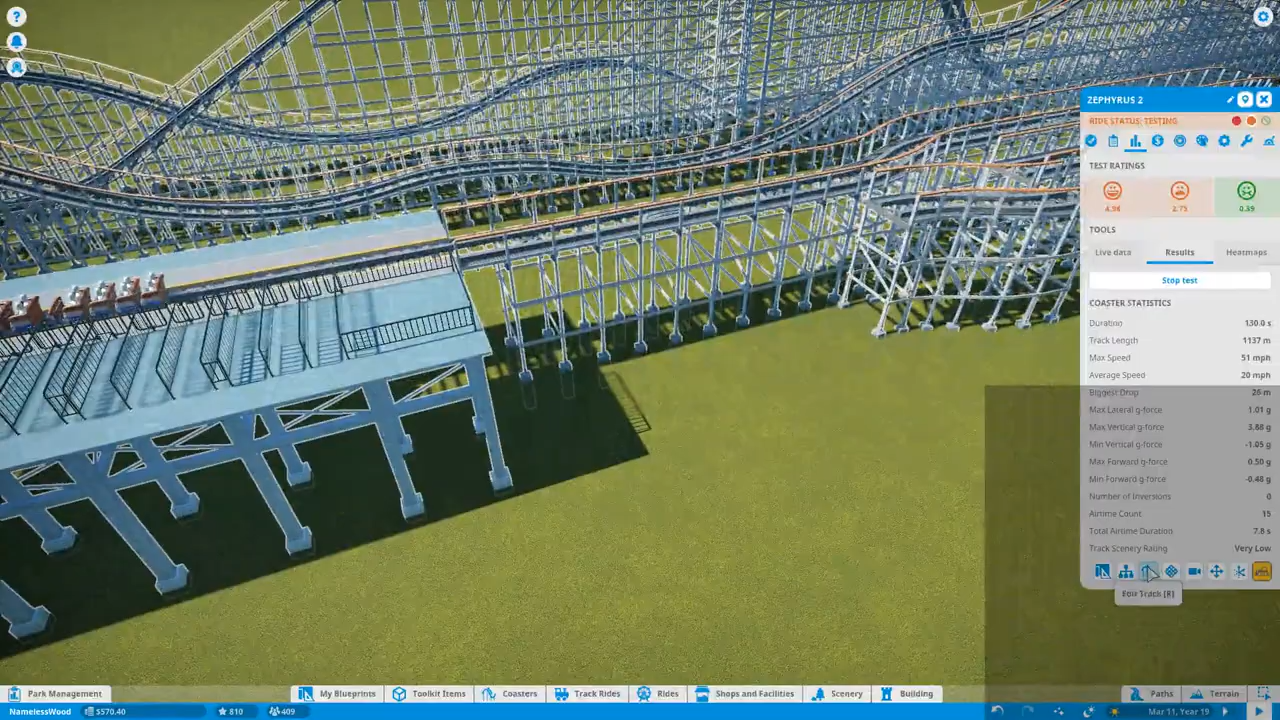 ?
ZEPHYRUS 2
RIDE STATUS: TESTING
TEST RATINGS
4.96 2.75 0.39
TOOLS
Live data Results Heatmaps
Stop test
COASTER STATISTICS
Duration 130.0 s
Track Length 1137 m
Max Speed 51 mph
Average Speed 20 mph
Biggest Drop 26 m
Max Lateral g-force 1.01 g
Max Vertical g-force 3.88 g
Min Vertical g-force -1.05 g
Max Forward g-force 0.50 g
Min Forward g-force -0.48 g
Number of Inversions 0
Airtime Count 15
Total Airtime Duration 7.8 s
Track Scenery Rating Very Low
Edit Track [R]
Park Management My Blueprints Toolkit Items Coasters Track Rides Rides Shops and Facilities Scenery Building Paths Terrain
NamelessWood $570.40 810 409 Mar 11, Year 19